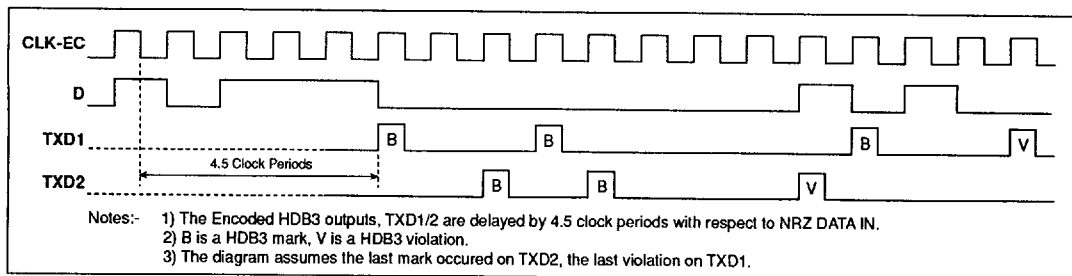 CLK-EC
D
TXD1 B B B V
4.5 Clock Periods
TXD2 B B V
Notes:- 1) The Encoded HDB3 outputs, TXD1/2 are delayed by 4.5 clock periods with respect to NRZ DATA IN.
2) B is a HDB3 mark, V is a HDB3 violation.
3) The diagram assumes the last mark occured on TXD2, the last violation on TXD1.